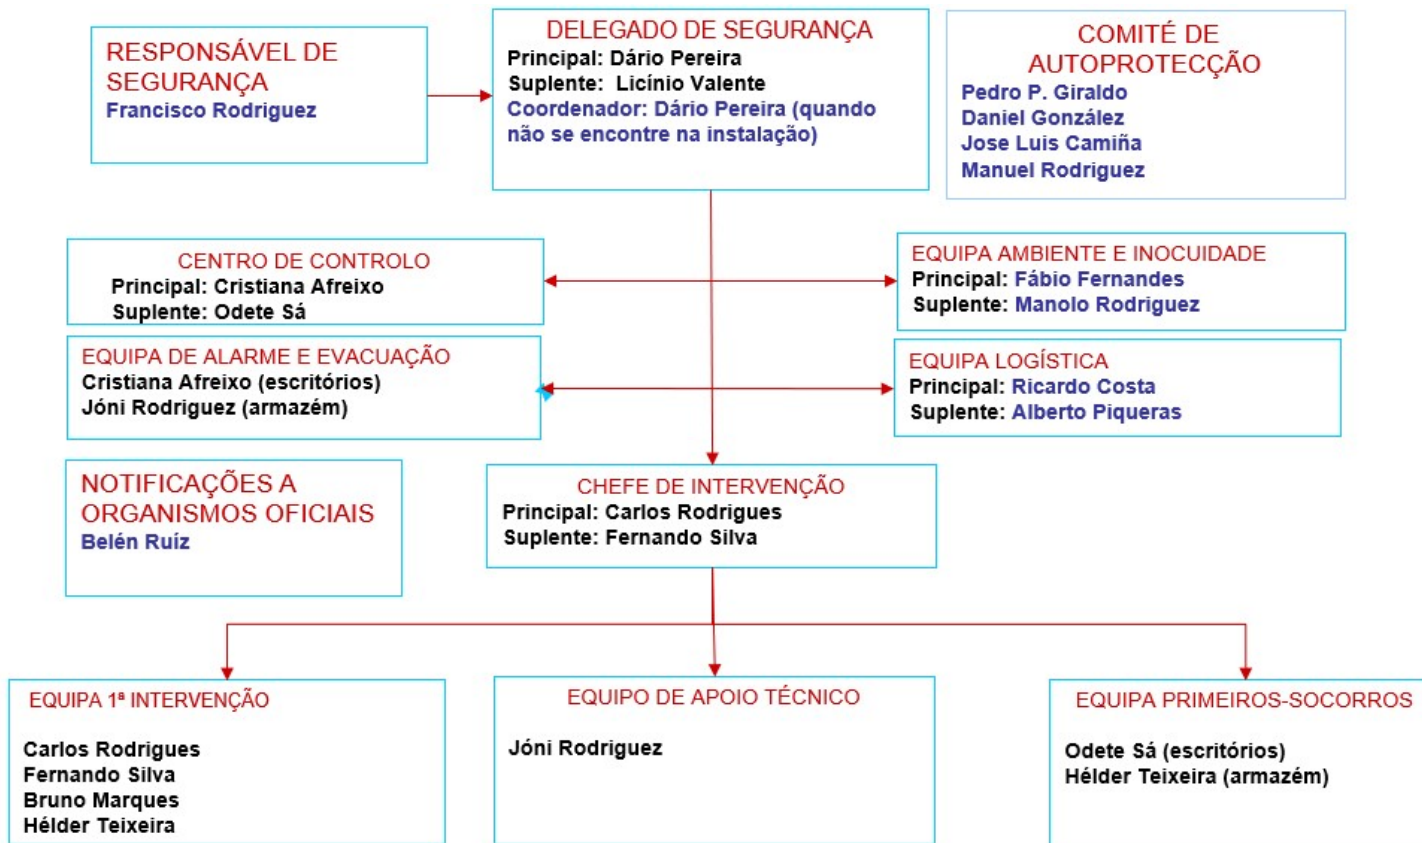 RESPONSÁVEL DE
SEGURANÇA
Francisco Rodriguez
DELEGADO DE SEGURANÇA
Principal: Dário Pereira
Suplente: Licínio Valente
Coordenador: Dário Pereira (quando
não se encontre na instalação)
COMITÉ DE
AUTOPROTECÇÃO
Pedro P. Giraldo
Daniel González
Jose Luis Camiña
Manuel Rodriguez
CENTRO DE CONTROLO
Principal: Cristiana Afreixo
Suplente: Odete Sá
EQUIPA AMBIENTE E INOCUIDADE
Principal: Fábio Fernandes
Suplente: Manolo Rodriguez
EQUIPA DE ALARME E EVACUAÇÃO
Cristiana Afreixo (escritórios)
Jóni Rodriguez (armazém)
EQUIPA LOGÍSTICA
Principal: Ricardo Costa
Suplente: Alberto Piqueras
NOTIFICAÇÕES A
ORGANISMOS OFICIAIS
Belén Ruíz
CHEFE DE INTERVENÇÃO
Principal: Carlos Rodrigues
Suplente: Fernando Silva
EQUIPA 1ª INTERVENÇÃO
Carlos Rodrigues
Fernando Silva
Bruno Marques
Hélder Teixeira
EQUIPO DE APOIO TÉCNICO
Jóni Rodriguez
EQUIPA PRIMEIROS-SOCORROS
Odete Sá (escritórios)
Hélder Teixeira (armazém)